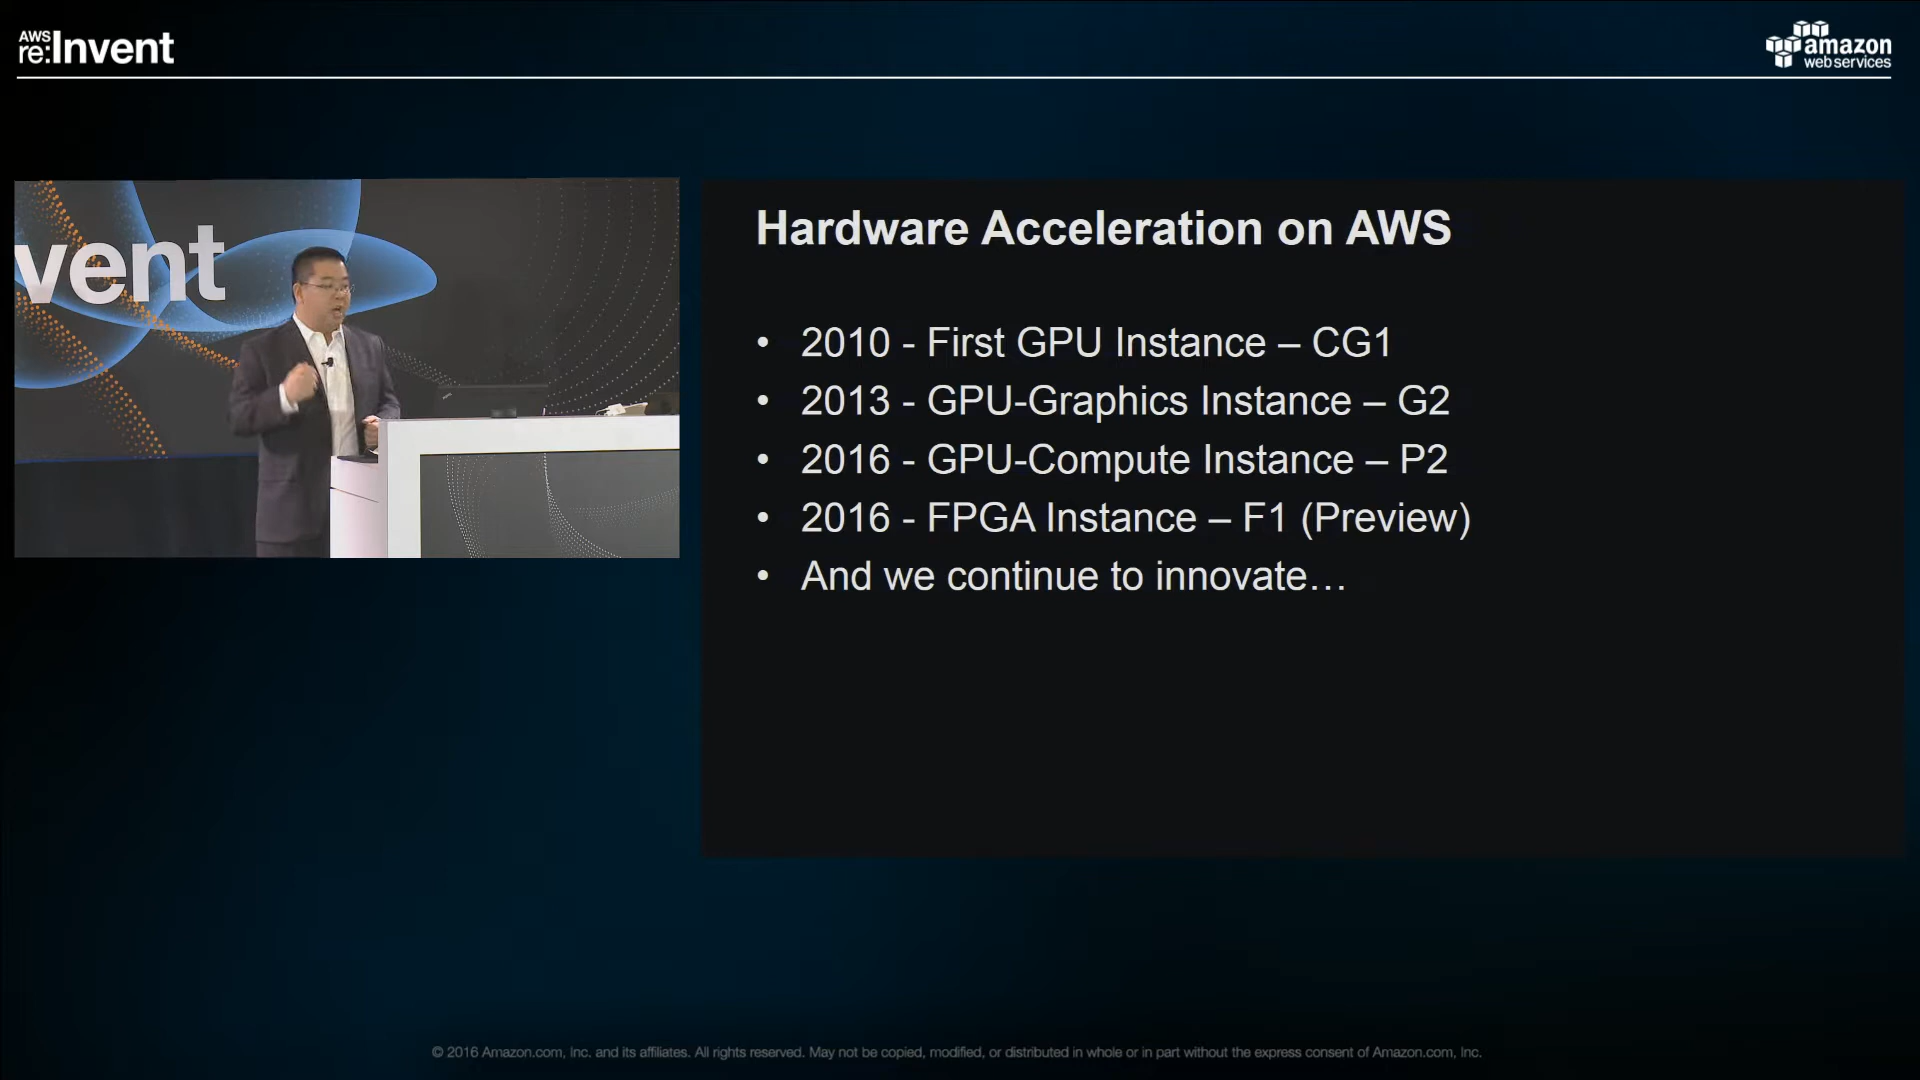 AWS
re:Invent
amazon
web services
vent
Hardware Acceleration on AWS
• 2010 - First GPU Instance – CG1
• 2013 - GPU-Graphics Instance – G2
• 2016 - GPU-Compute Instance – P2
• 2016 - FPGA Instance – F1 (Preview)
• And we continue to innovate…
© 2016 Amazon.com, Inc. and its affiliates. All rights reserved. May not be copied, modified, or distributed in whole or in part without the express consent of Amazon.com, Inc.